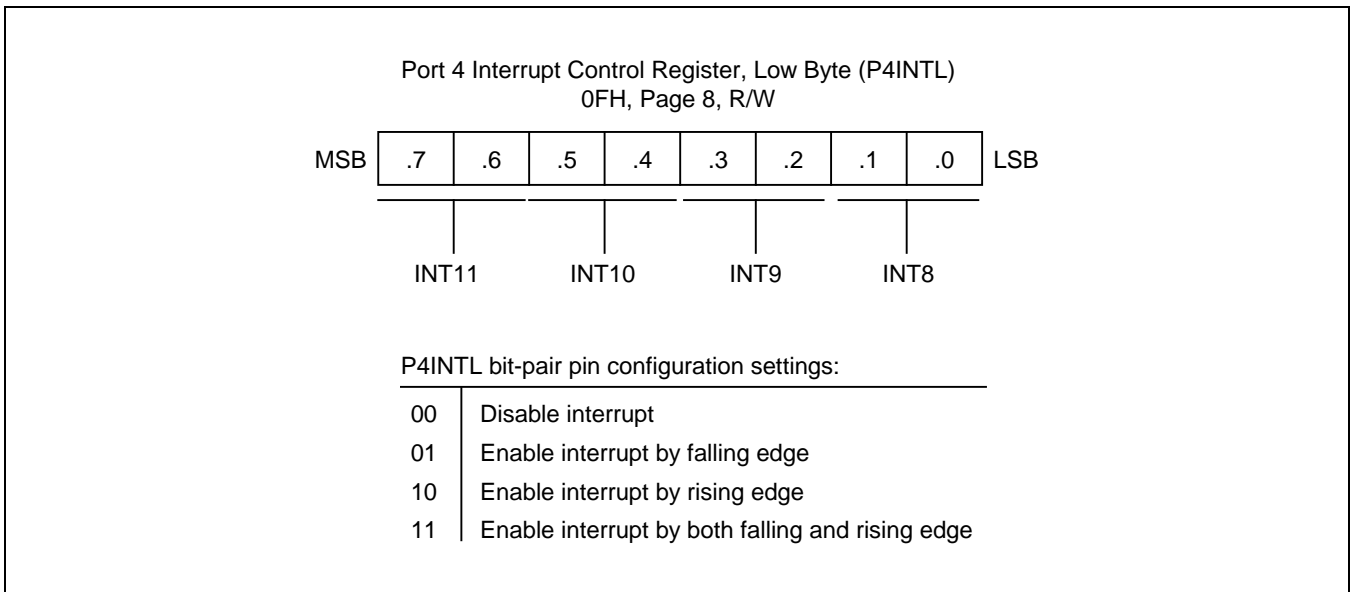 Port 4 Interrupt Control Register, Low Byte (P4INTL)
0FH, Page 8, R/W
MSB .7 .6 .5 .4 .3 .2 .1 .0 LSB
INT11 INT10 INT9 INT8
P4INTL bit-pair pin configuration settings:
00 Disable interrupt
01 Enable interrupt by falling edge
10 Enable interrupt by rising edge
11 Enable interrupt by both falling and rising edge